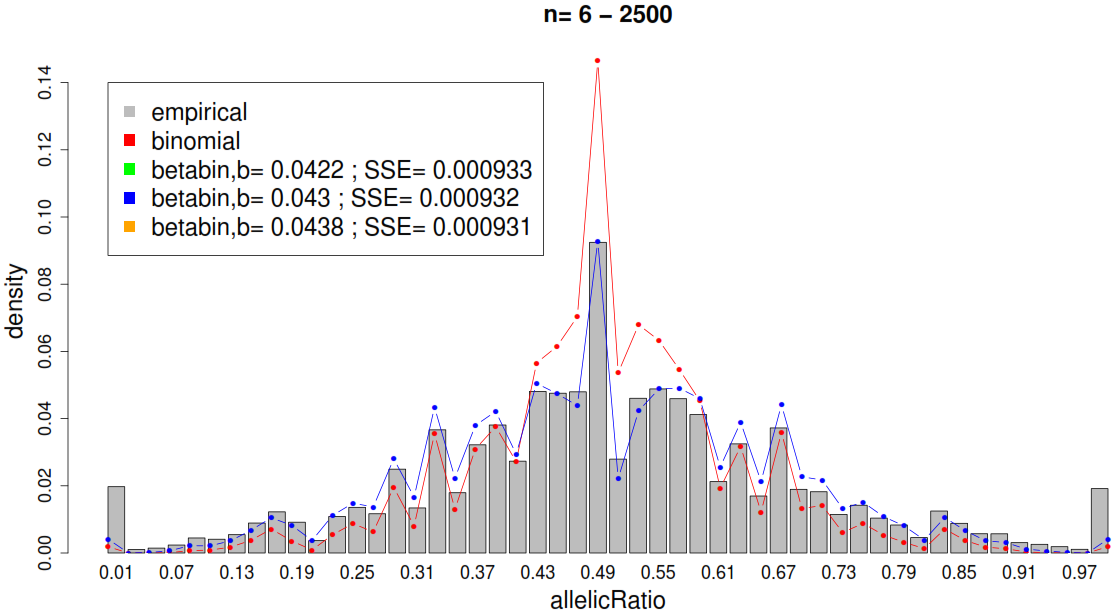 n= 6 – 2500
empirical
binomial
betabin,b= 0.0422 ; SSE= 0.000933
betabin,b= 0.043 ; SSE= 0.000932
betabin,b= 0.0438 ; SSE= 0.000931
density
0.14
0.12
0.10
0.08
0.06
0.04
0.02
0.00
0.01 0.07 0.13 0.19 0.25 0.31 0.37 0.43 0.49 0.55 0.61 0.67 0.73 0.79 0.85 0.91 0.97
allelicRatio